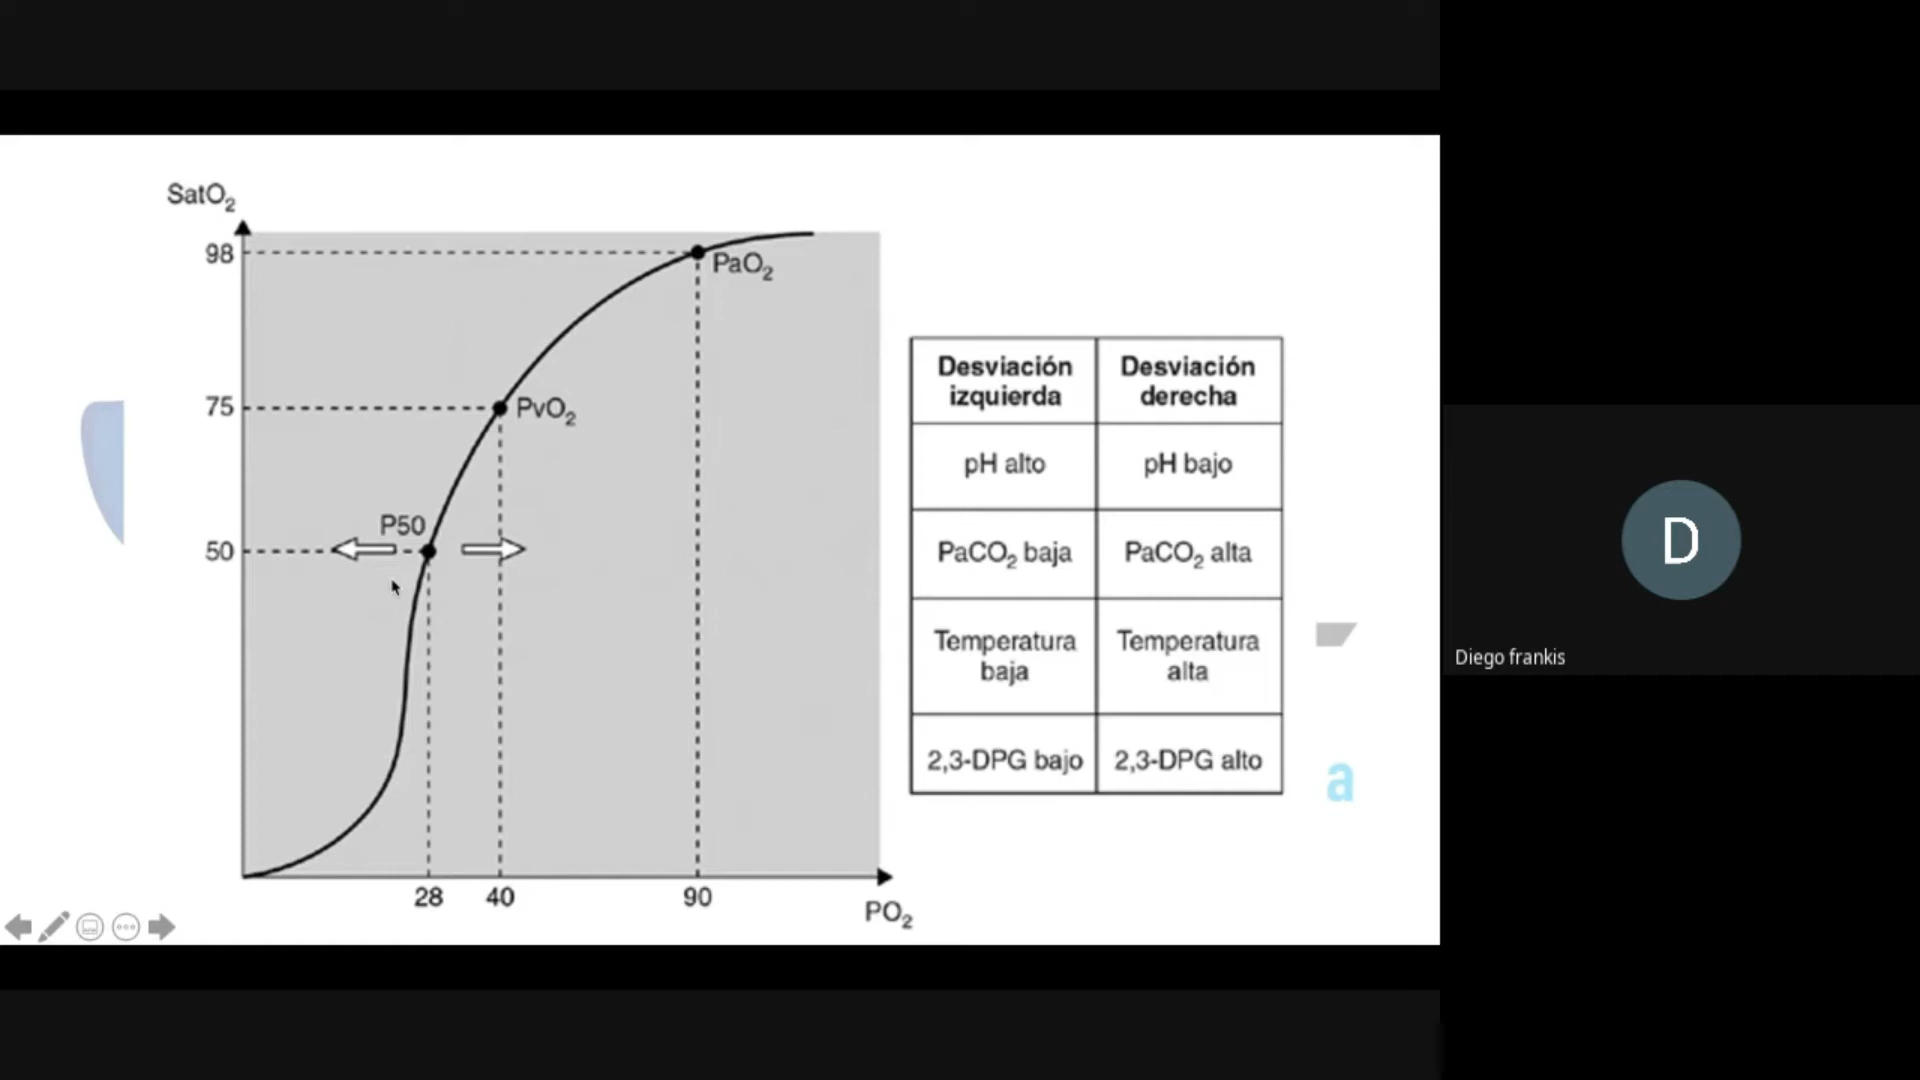 SatO₂
98
PaO₂
75
PvO₂
P50
50
28
40
90
PO₂
Desviación
izquierda
Desviación
derecha
pH alto
pH bajo
PaCO₂ baja
PaCO₂ alta
Temperatura
baja
Temperatura
alta
2,3-DPG bajo
2,3-DPG alto
a
D
Diego frankis